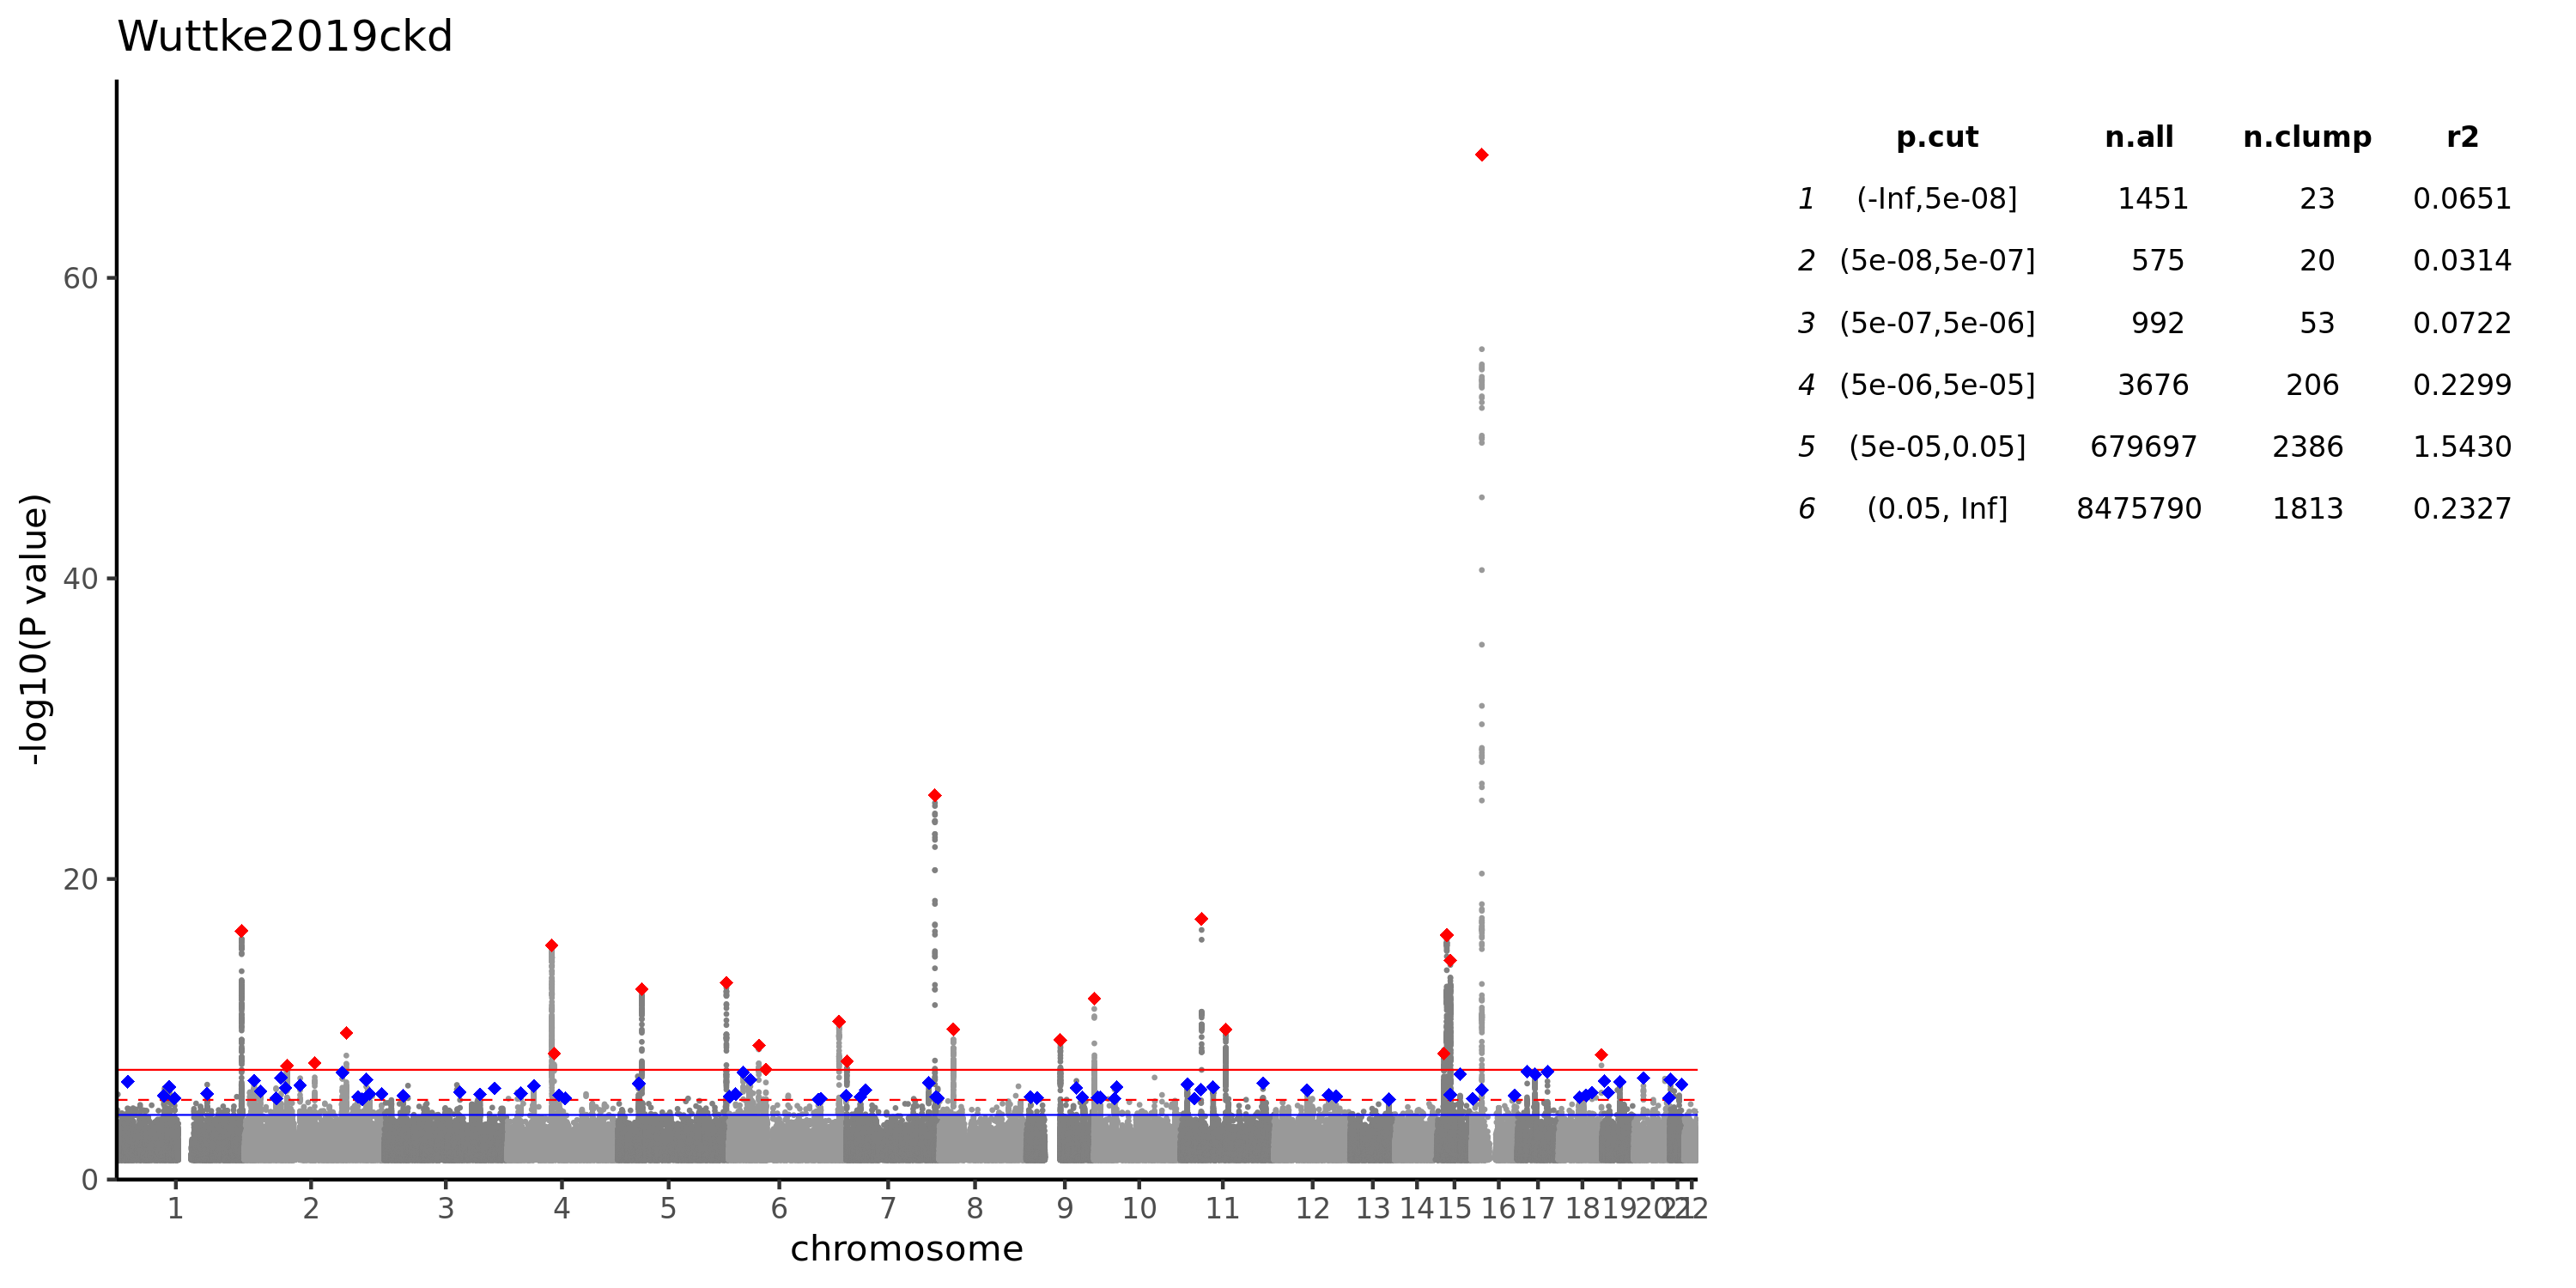 Wuttke2019ckd
p.cut n.all n.clump r2
1 (-Inf,5e-08] 1451 23 0.0651
2 (5e-08,5e-07] 575 20 0.0314
3 (5e-07,5e-06] 992 53 0.0722
4 (5e-06,5e-05] 3676 206 0.2299
5 (5e-05,0.05] 679697 2386 1.5430
6 (0.05, Inf] 8475790 1813 0.2327
-log10(P value)
60
40
20
0
1 2 3 4 5 6 7 8 9 10 11 12 13 14 15 16 17 18 19 20 21 22
chromosome